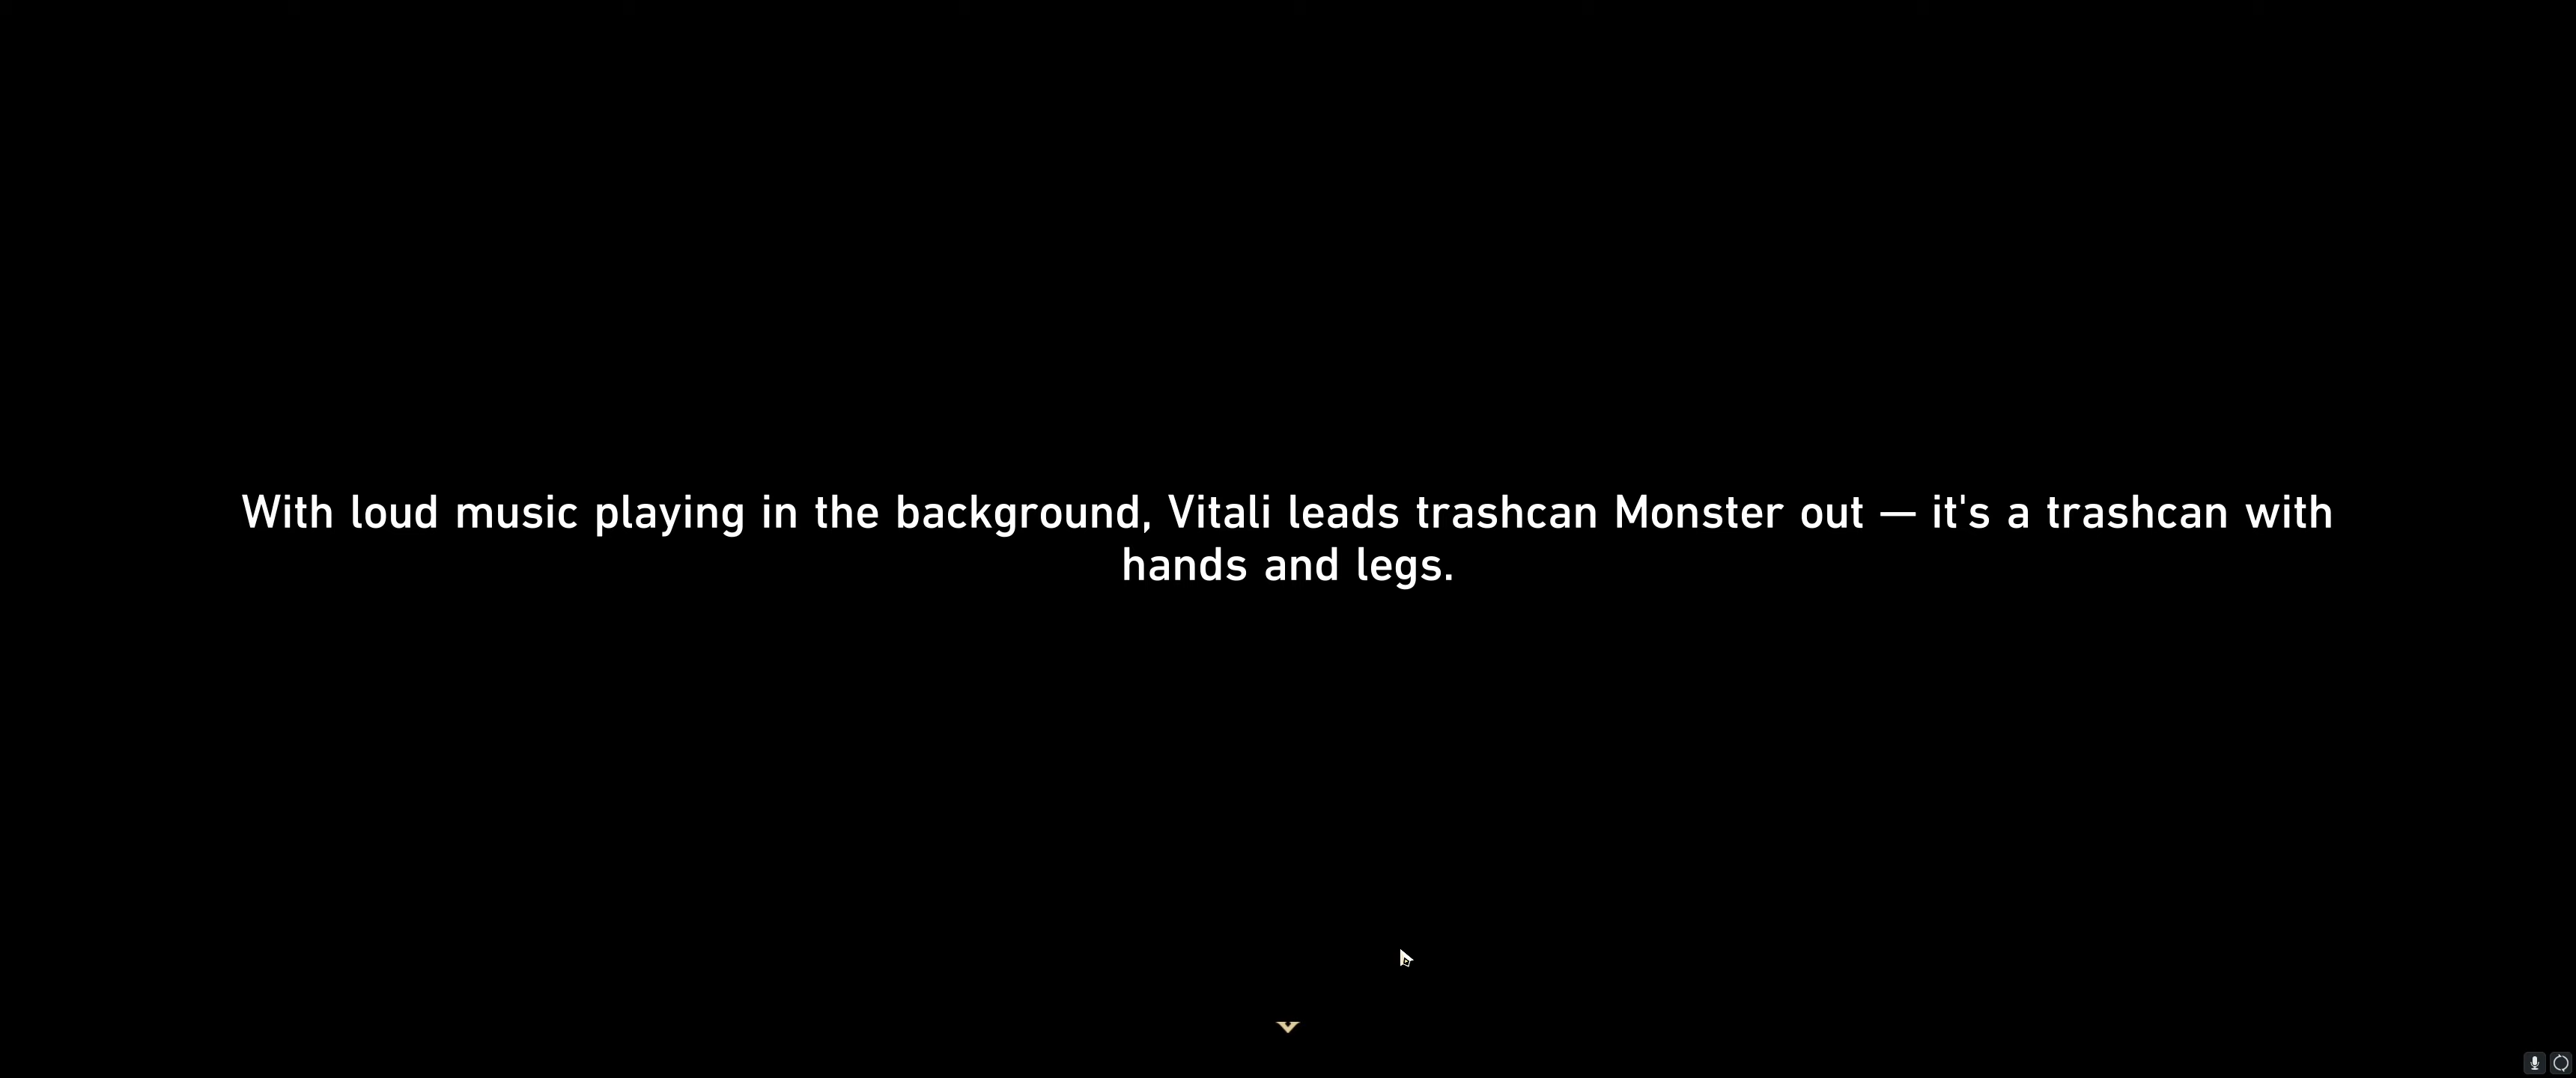 With loud music playing in the background, Vitali leads trashcan Monster out — it's a trashcan with
hands and legs.